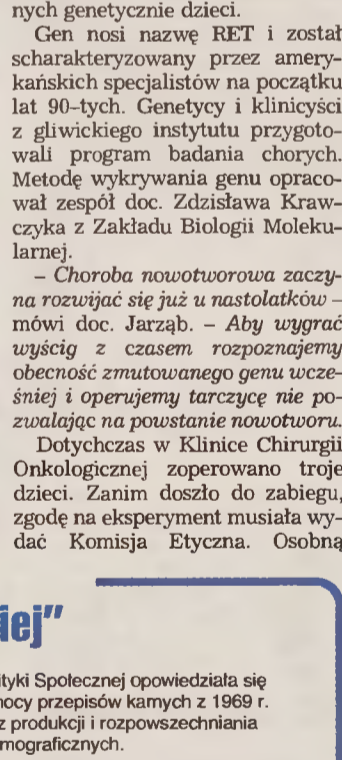 nych genetycznie dzieci.
Gen nosi nazwę RET i został
scharakteryzowany przez amery-
kańskich specjalistów na początku
lat 90-tych. Genetycy i klinicyści
z gliwickiego instytutu przygoto-
wali program badania chorych.
Metodę wykrywania genu opraco-
wał zespół doc. Zdzisława Kraw-
czyka z Zakładu Biologii Moleku-
larnej.
– Choroba nowotworowa zaczy-
na rozwijać się już u nastolatków –
mówi doc. Jarząb. – Aby wygrać
wyścig z czasem rozpoznajemy
obecność zmutowanego genu wcze-
śniej i operujemy tarczycę nie po-
zwalając na powstanie nowotworu.
Dotychczas w Klinice Chirurgii
Onkologicznej zoperowano troje
dzieci. Zanim doszło do zabiegu,
zgodę na eksperyment musiała wy-
dać Komisja Etyczna. Osobną
iej”
ityki Społecznej opowiedziała się
nocy przepisów karnych z 1969 r.
z produkcji i rozpowszechniania
mograficznych.